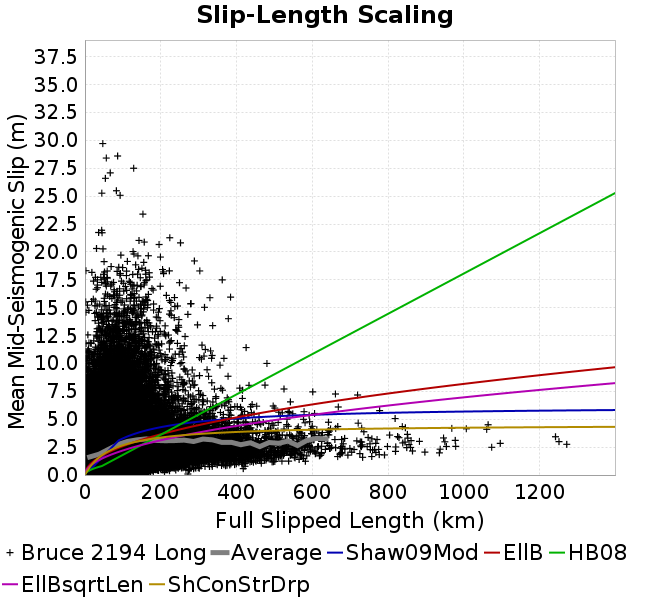 Slip-Length Scaling
Mean Mid-Seismogenic Slip (m)
37.5
35.0
32.5
30.0
27.5
25.0
22.5
20.0
17.5
15.0
12.5
10.0
7.5
5.0
2.5
0.0
0 200 400 600 800 1000 1200
Full Slipped Length (km)
Bruce 2194 Long Average Shaw09Mod EllB HB08
EllBsqrtLen ShConStrDrp